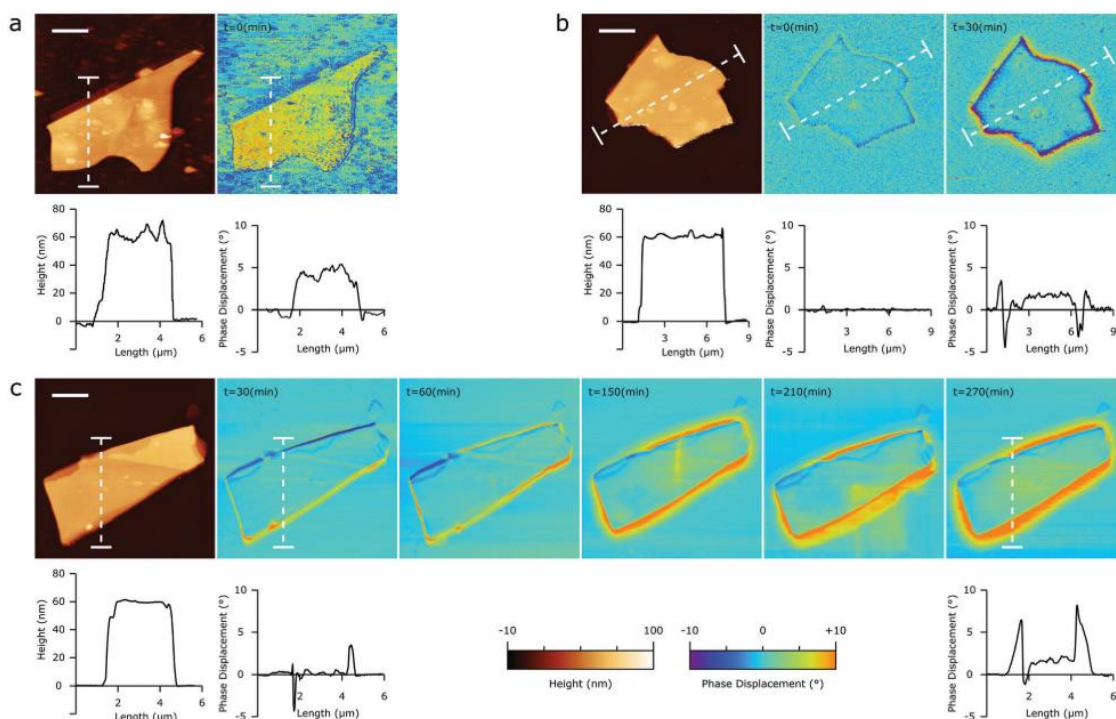 a
t=0(min)
b
t=0(min)
t=30(min)
80
60
40
20
0
Height (nm)
2
4
6
Length (µm)
10
5
0
-5
Phase Displacement (°)
2
4
6
Length (µm)
80
60
40
20
0
Height (nm)
3
6
9
Length (µm)
10
5
0
-5
Phase Displacement (°)
3
6
9
Length (µm)
10
5
0
-5
Phase Displacement (°)
3
6
9
Length (µm)
c
t=30(min)
t=60(min)
t=150(min)
t=210(min)
t=270(min)
80
60
40
20
0
Height (nm)
2
4
6
Length (µm)
10
5
0
-5
Phase Displacement (°)
2
4
6
Length (µm)
-10 100
Height (nm)
-10 0 +10
Phase Displacement (°)
10
5
0
-5
Phase Displacement (°)
2
4
6
Length (µm)